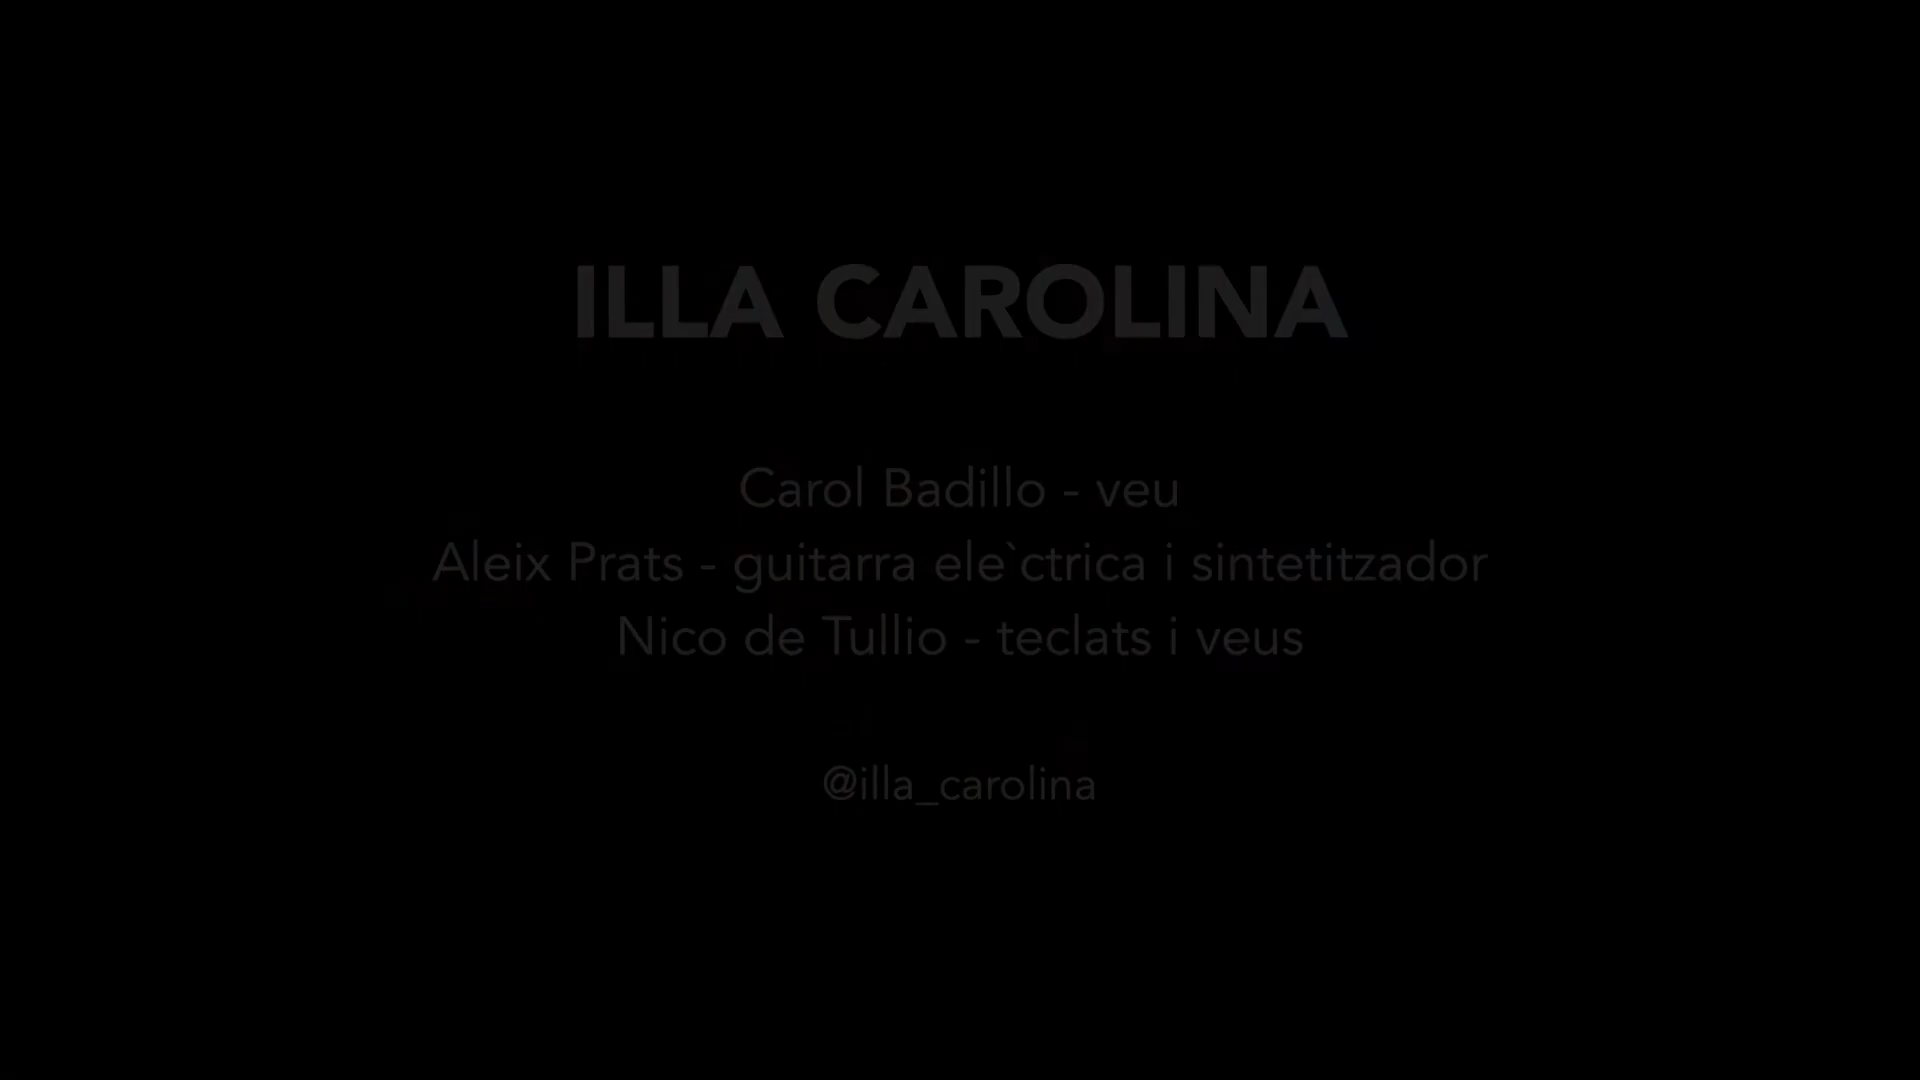 ILLA CAROLINA
Carol Badillo - veu
Aleix Prats - guitarra ele`ctrica i sintetitzador
Nico de Tullio - teclats i veus
@illa_carolina